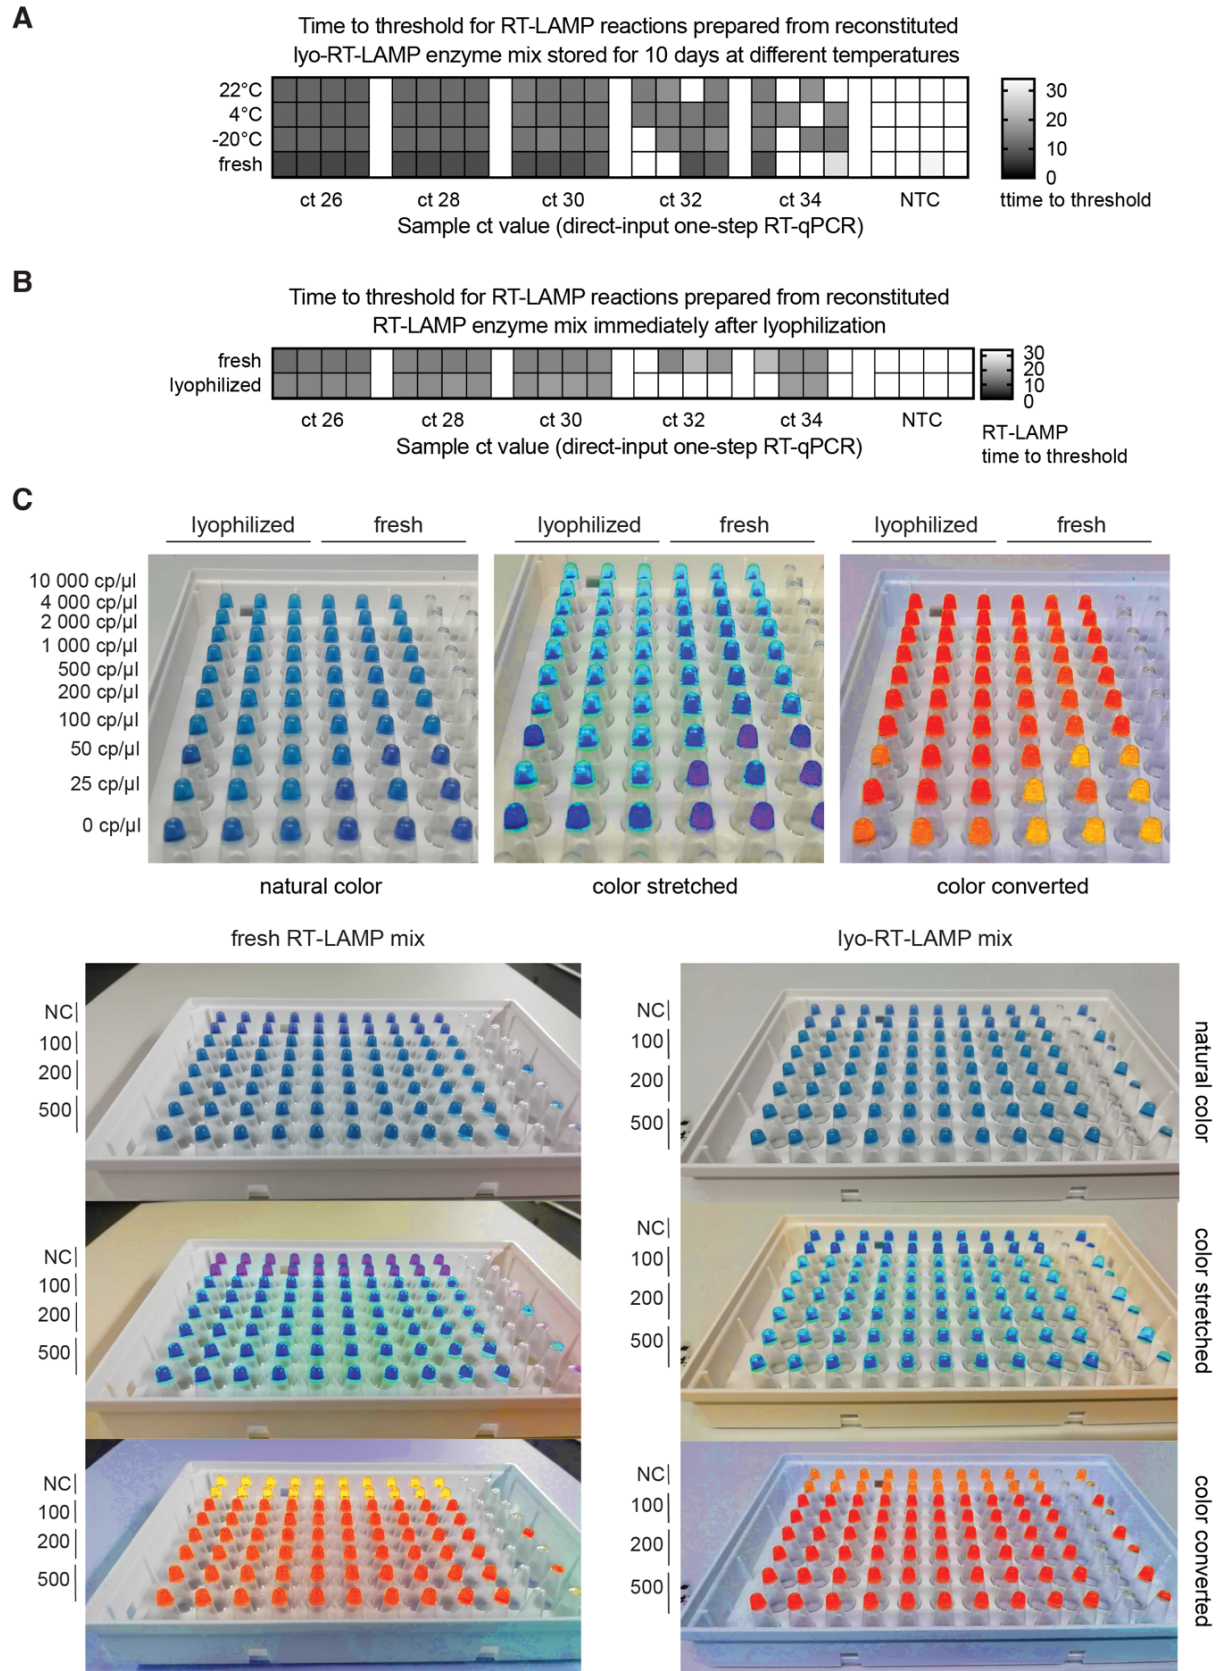 A
Time to threshold for RT-LAMP reactions prepared from reconstituted
lyo-RT-LAMP enzyme mix stored for 10 days at different temperatures
22°C
4°C
-20°C
fresh
30
20
10
0
ct 26 ct 28 ct 30 ct 32 ct 34 NTC
ttime to threshold
Sample ct value (direct-input one-step RT-qPCR)
B
Time to threshold for RT-LAMP reactions prepared from reconstituted
RT-LAMP enzyme mix immediately after lyophilization
fresh
lyophilized
30
20
10
0
ct 26 ct 28 ct 30 ct 32 ct 34 NTC
Sample ct value (direct-input one-step RT-qPCR)
RT-LAMP
time to threshold
C
lyophilized fresh lyophilized fresh lyophilized fresh
10 000 cp/µl
4 000 cp/µl
2 000 cp/µl
1 000 cp/µl
500 cp/µl
200 cp/µl
100 cp/µl
50 cp/µl
25 cp/µl
0 cp/µl
natural color color stretched color converted
fresh RT-LAMP mix lyo-RT-LAMP mix
NC
100
200
500
NC
100
200
500
natural color
NC
100
200
500
NC
100
200
500
color stretched
NC
100
200
500
NC
100
200
500
color converted